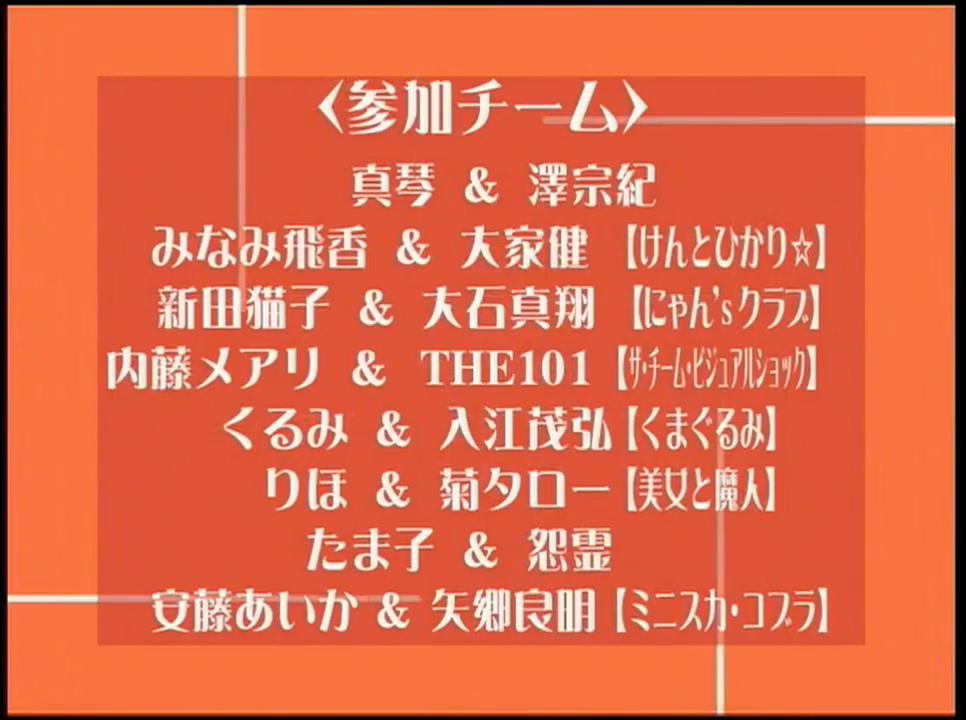 〈参加チーム〉
真琴 & 澤宗紀
みなみ飛香 & 大家健 【けんとひかり☆】
新田猫子 & 大石真翔 【にゃん'sクラブ】
内藤メアリ & THE101 【ザ・チーム・ビジュアルショック】
くるみ & 入江茂弘【くまぐるみ】
りほ & 菊タロー【美女と魔人】
たま子 & 怨霊
安藤あいか & 矢郷良明【ミニスカ・コブラ】